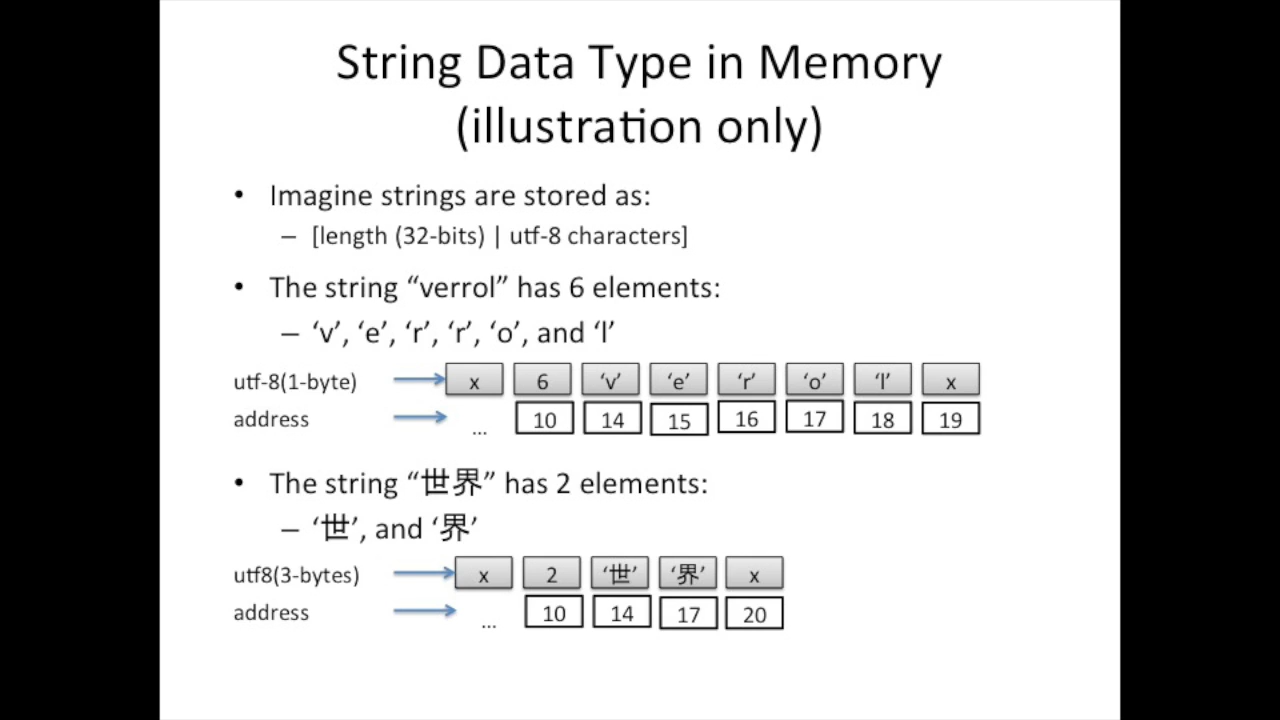 String Data Type in Memory
(illustration only)
• Imagine strings are stored as:
– [length (32-bits) | utf-8 characters]
• The string “verrol” has 6 elements:
– ‘v’, ‘e’, ‘r’, ‘r’, ‘o’, and ‘l’
utf-8(1-byte) x 6 ‘v’ ‘e’ ‘r’ ‘o’ ‘l’ x
address ... 10 14 15 16 17 18 19
• The string “世界” has 2 elements:
– ‘世’, and ‘界’
utf8(3-bytes) x 2 ‘世’ ‘界’ x
address ... 10 14 17 20